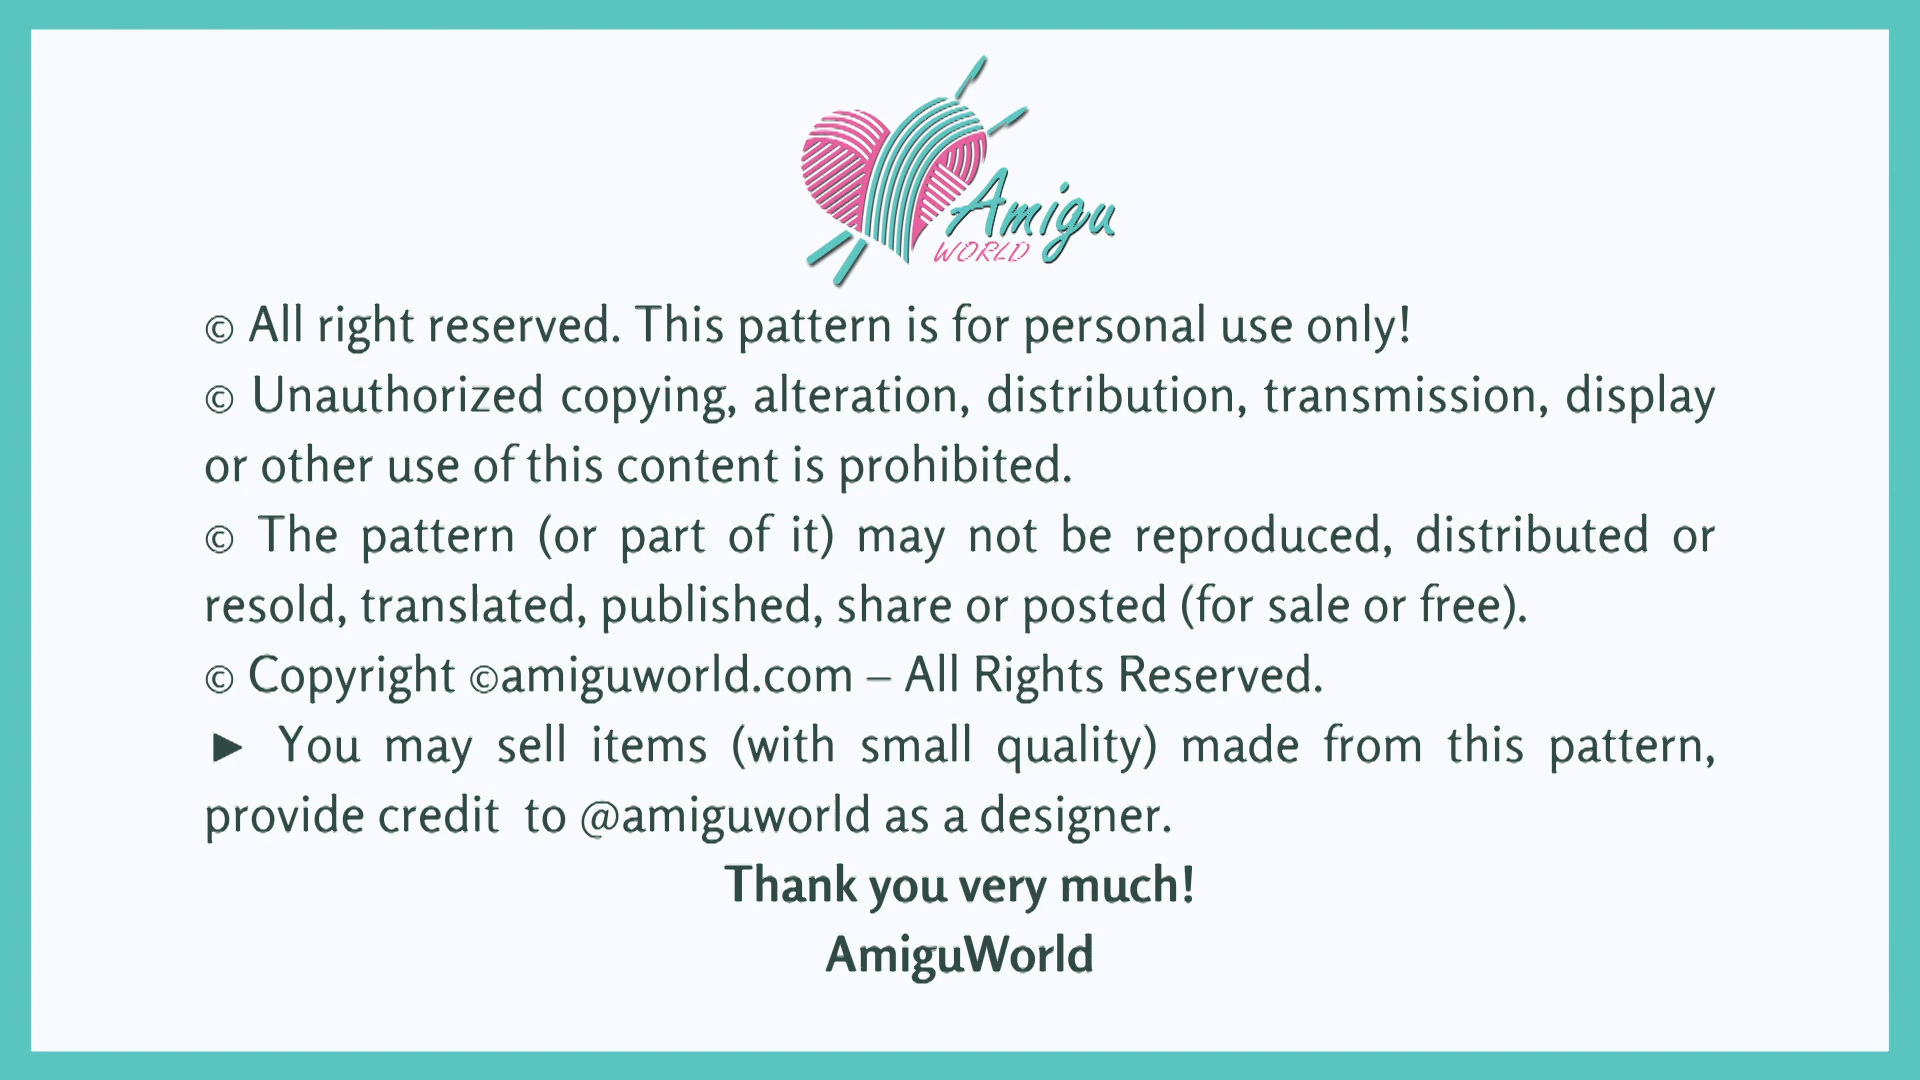 Amigu
WORLD
© All right reserved. This pattern is for personal use only!
© Unauthorized copying, alteration, distribution, transmission, display
or other use of this content is prohibited.
© The pattern (or part of it) may not be reproduced, distributed or
resold, translated, published, share or posted (for sale or free).
© Copyright ©amiguworld.com – All Rights Reserved.
► You may sell items (with small quality) made from this pattern,
provide credit  to @amiguworld as a designer.
Thank you very much!
AmiguWorld